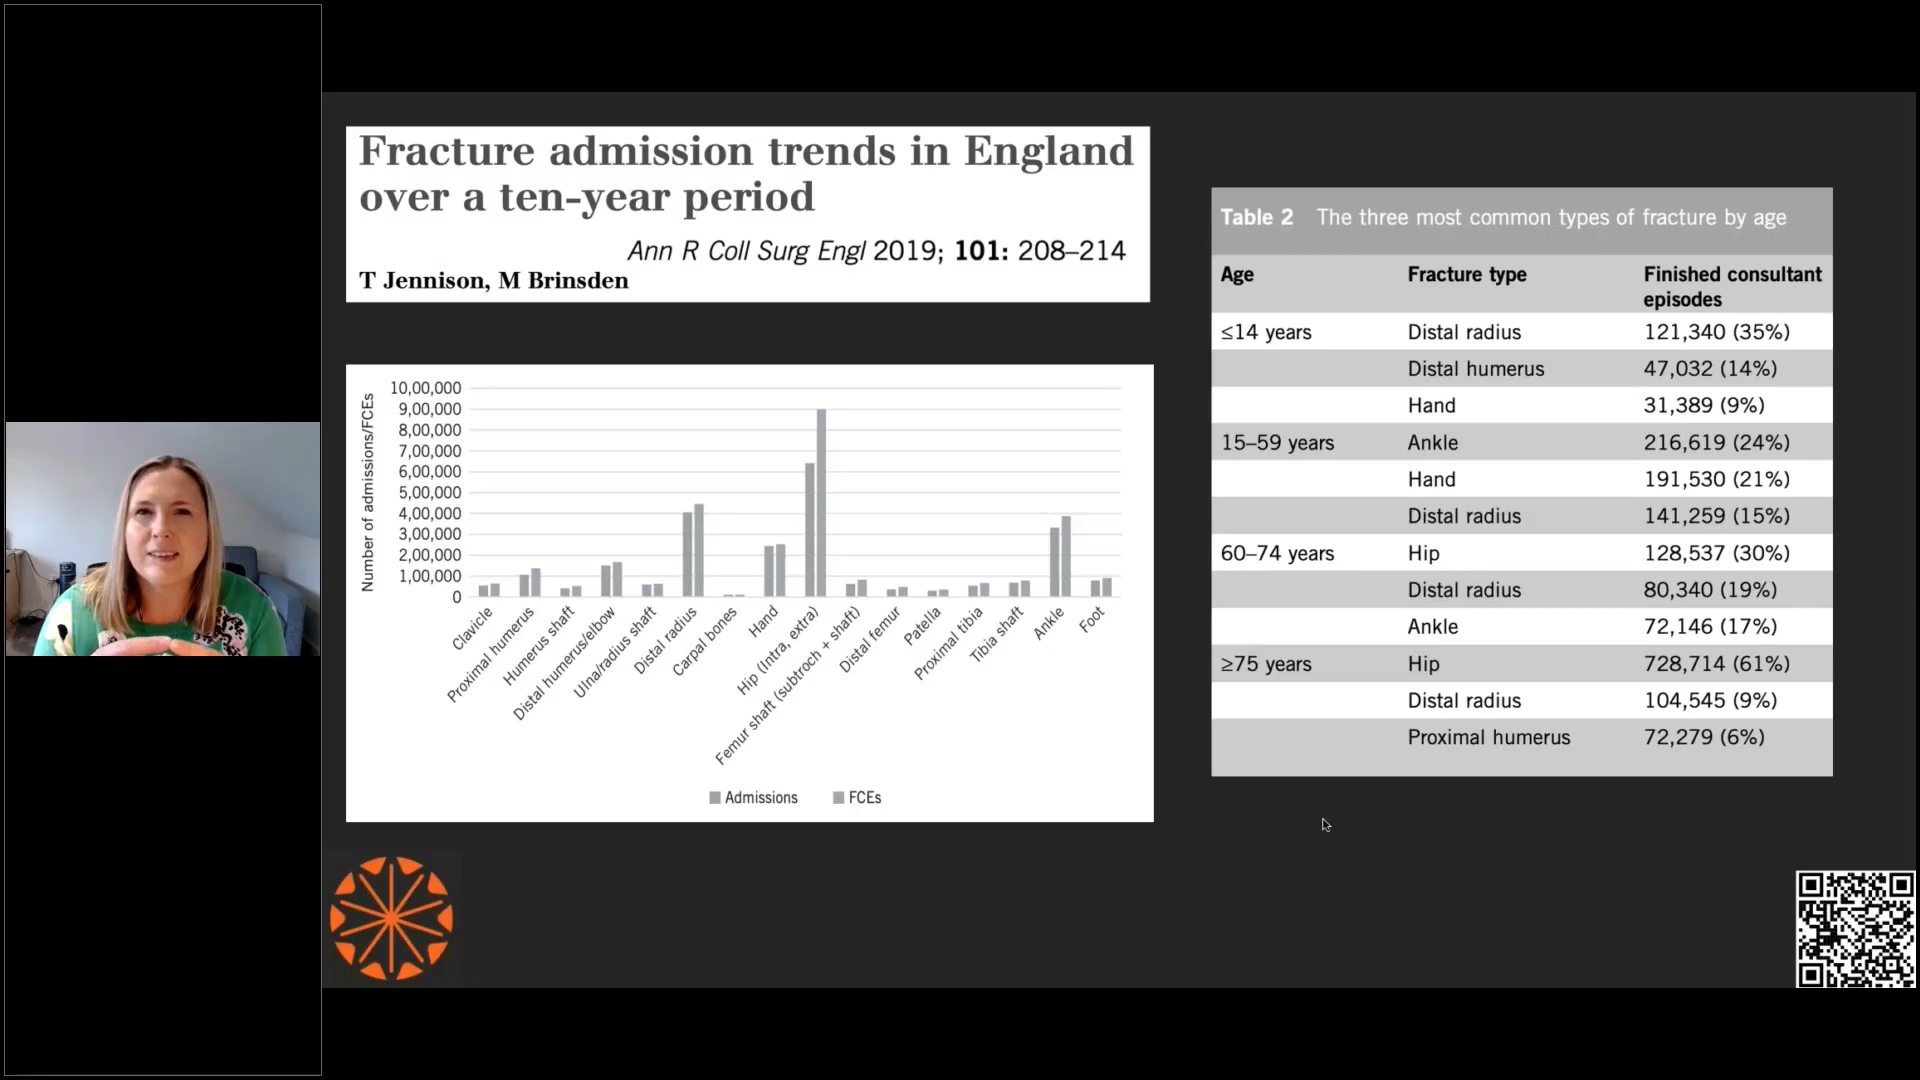 Fracture admission trends in England
over a ten-year period
Ann R Coll Surg Engl 2019; 101: 208–214
T Jennison, M Brinsden
Number of admissions/FCEs
10,00,000
9,00,000
8,00,000
7,00,000
6,00,000
5,00,000
4,00,000
3,00,000
2,00,000
1,00,000
0
Clavicle
Proximal humerus
Humerus shaft
Distal humerus/elbow
Ulna/radius shaft
Distal radius
Carpal bones
Hand
Hip (Intra, extra)
Femur shaft (subtroch + shaft)
Distal femur
Patella
Proximal tibia
Tibia shaft
Ankle
Foot
Admissions FCEs
Table 2 The three most common types of fracture by age
Age Fracture type Finished consultant
episodes
≤14 years Distal radius 121,340 (35%)
Distal humerus 47,032 (14%)
Hand 31,389 (9%)
15–59 years Ankle 216,619 (24%)
Hand 191,530 (21%)
Distal radius 141,259 (15%)
60–74 years Hip 128,537 (30%)
Distal radius 80,340 (19%)
Ankle 72,146 (17%)
≥75 years Hip 728,714 (61%)
Distal radius 104,545 (9%)
Proximal humerus 72,279 (6%)